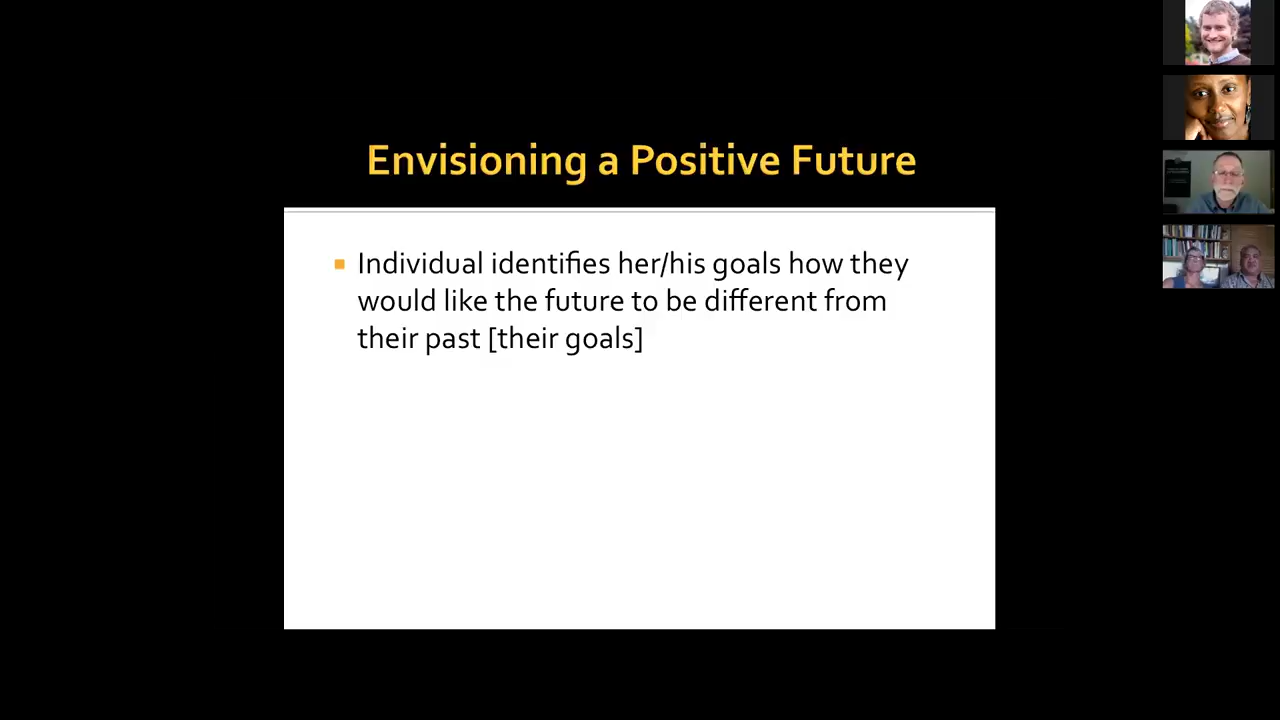 Envisioning a Positive Future
Individual identifies her/his goals how they
would like the future to be different from
their past [their goals]